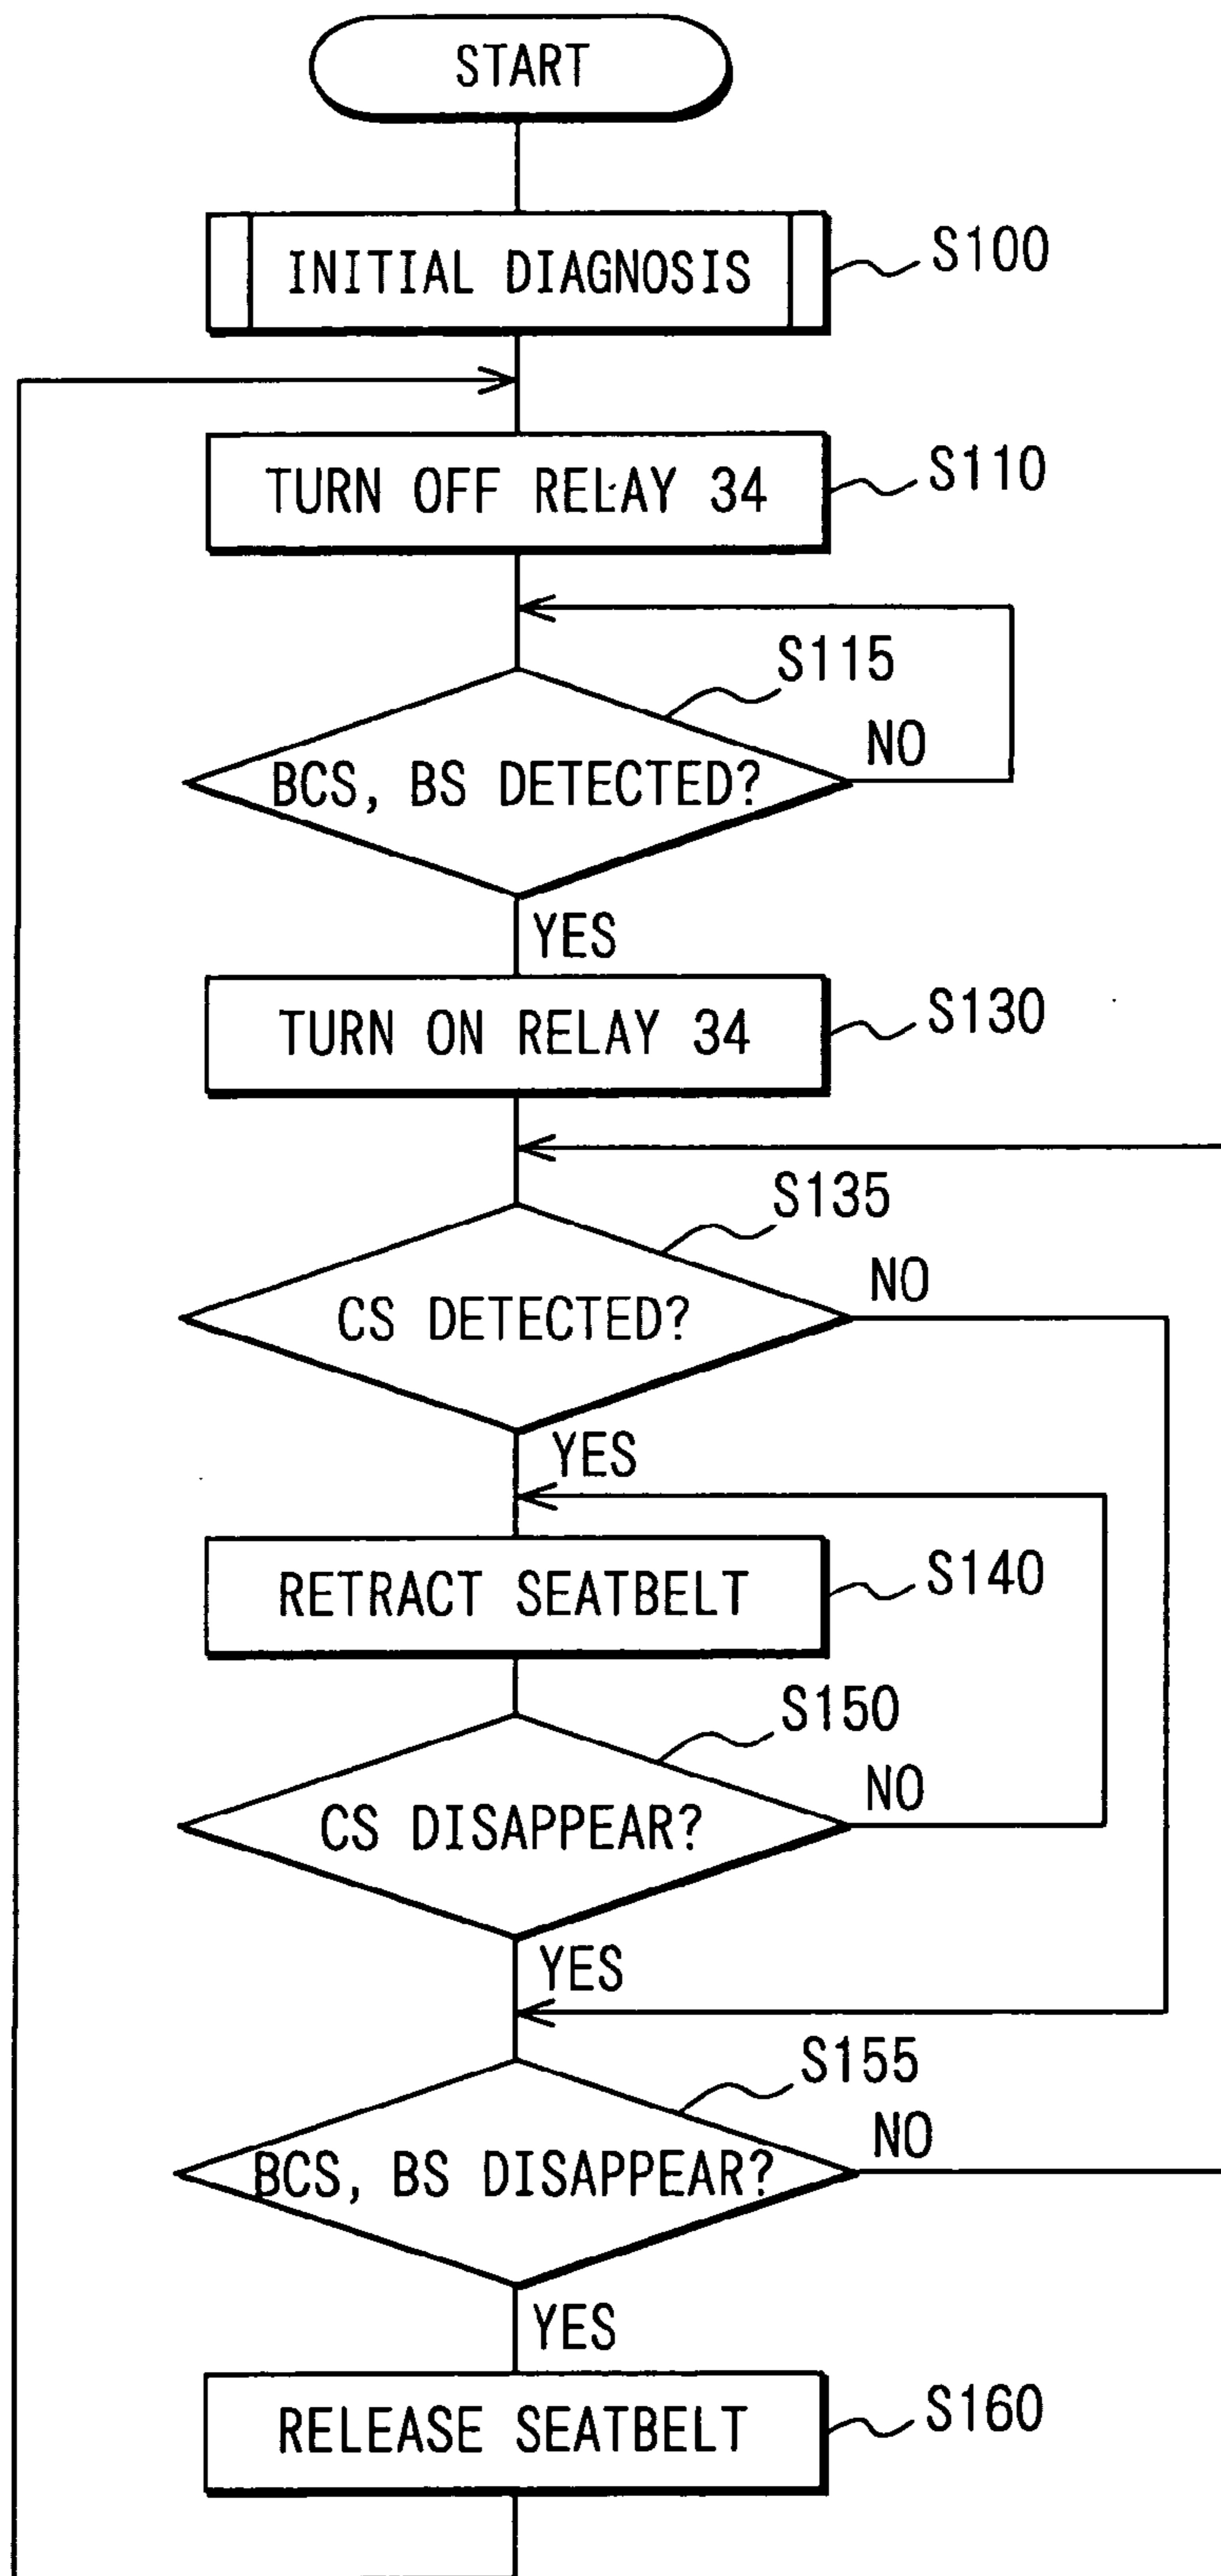 START
INITIAL DIAGNOSIS
S100
TURN OFF RELAY 34
S110
S115
BCS, BS DETECTED?
NO
YES
TURN ON RELAY 34
S130
S135
CS DETECTED?
NO
YES
RETRACT SEATBELT
S140
S150
CS DISAPPEAR?
NO
YES
S155
BCS, BS DISAPPEAR?
NO
YES
RELEASE SEATBELT
S160